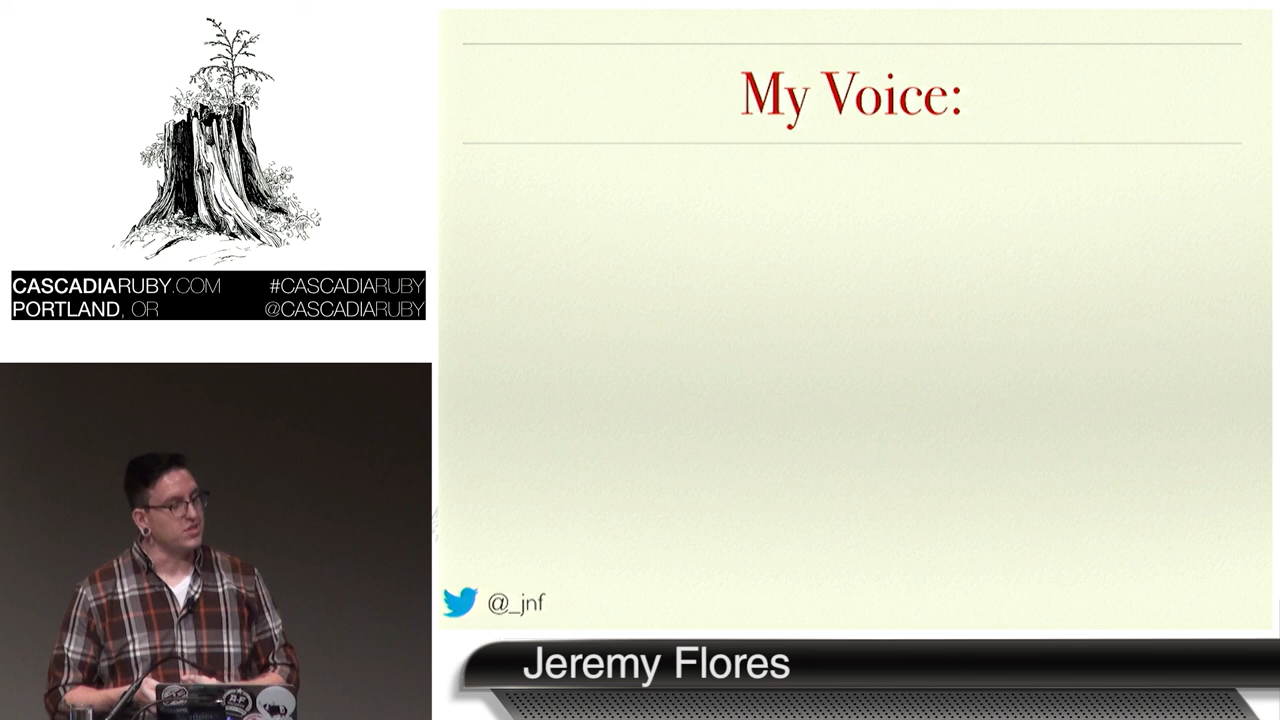 My Voice:
CASCADIARUBY.COM #CASCADIARUBY
PORTLAND, OR @CASCADIARUBY
@_jnf
Jeremy Flores